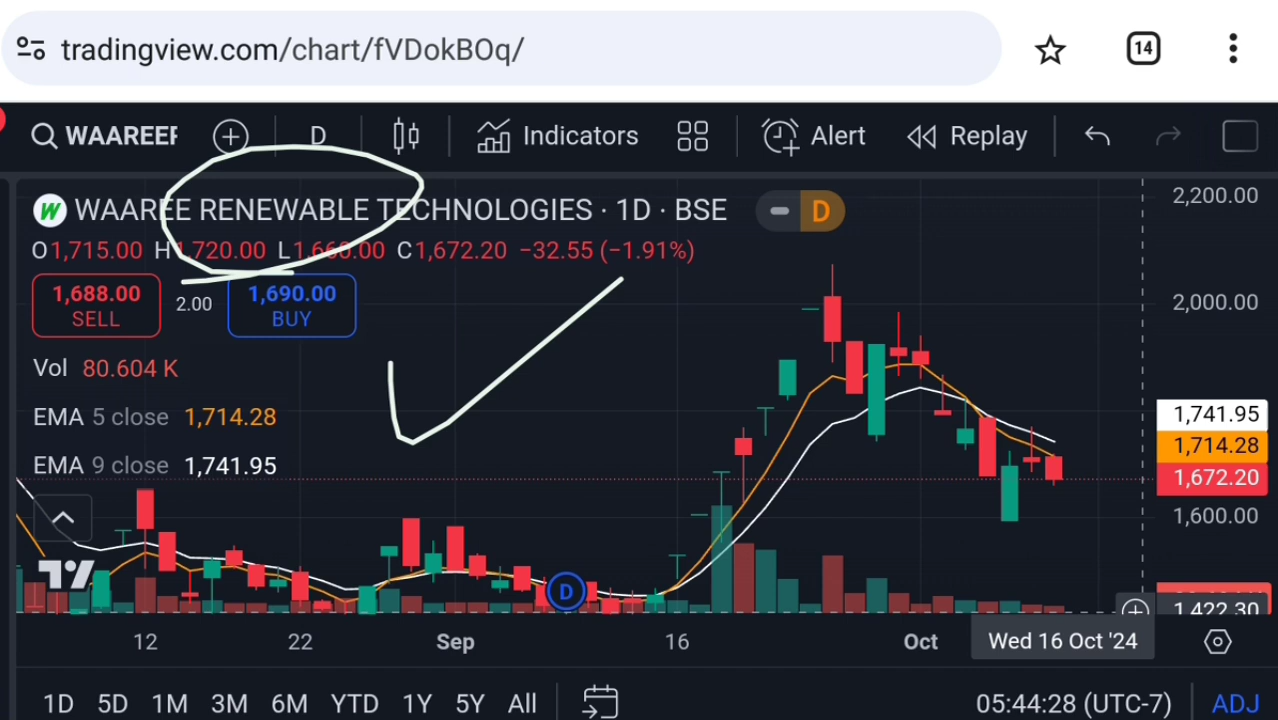 tradingview.com/chart/fVDokBOq/ 14
WAAREE D Indicators Alert Replay
WAAREE RENEWABLE TECHNOLOGIES · 1D · BSE D
O1,715.00 H1,720.00 L1,660.00 C1,672.20 −32.55 (−1.91%)
1,688.00 SELL 2.00 1,690.00 BUY
Vol 80.604 K
EMA 5 close 1,714.28
EMA 9 close 1,741.95
2,200.00
2,000.00
1,741.95
1,714.28
1,672.20
1,600.00
1,422.30
D
12 22 Sep 16 Oct Wed 16 Oct '24
1D 5D 1M 3M 6M YTD 1Y 5Y All 05:44:28 (UTC-7) ADJ